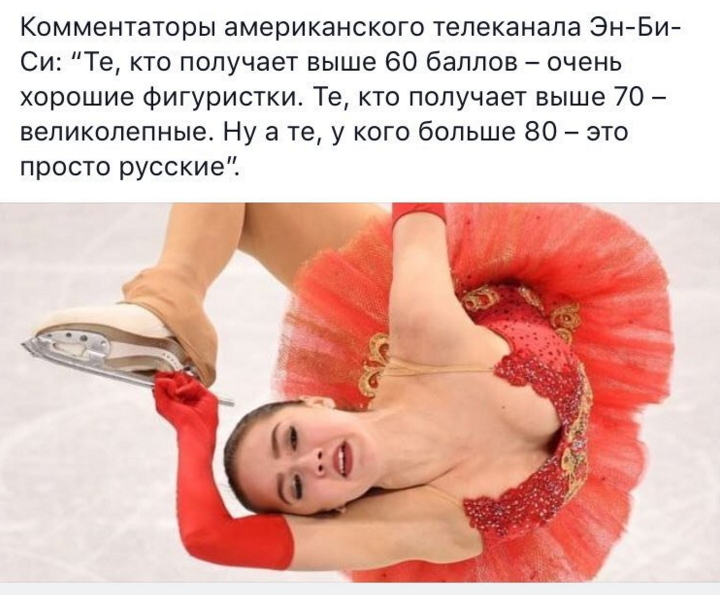 Комментаторы американского телеканала Эн-Би-
Си: "Те, кто получает выше 60 баллов – очень
хорошие фигуристки. Те, кто получает выше 70 –
великолепные. Ну а те, у кого больше 80 – это
просто русские".